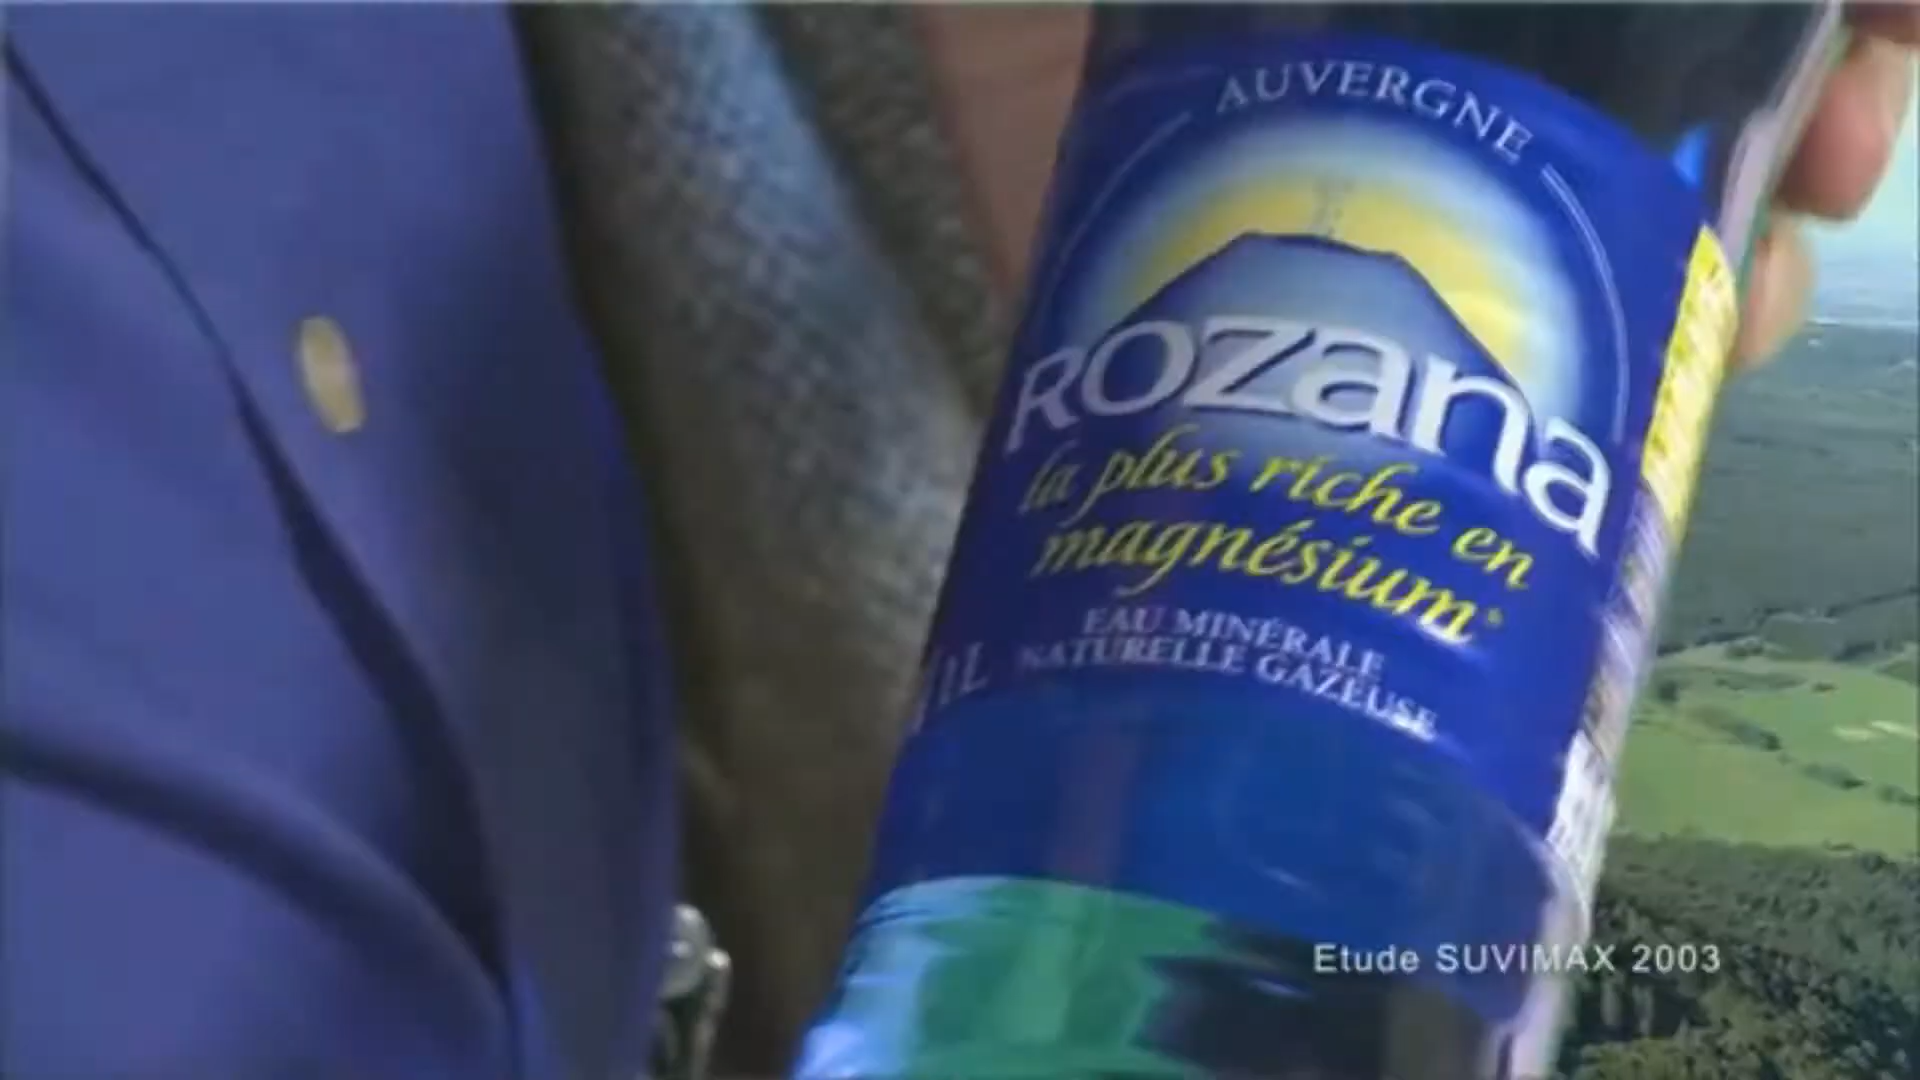 AUVERGNE
ROZana
la plus riche en
magnésium*
EAU MINÉRALE
1L NATURELLE GAZEUSE
Etude SUVIMAX 2003